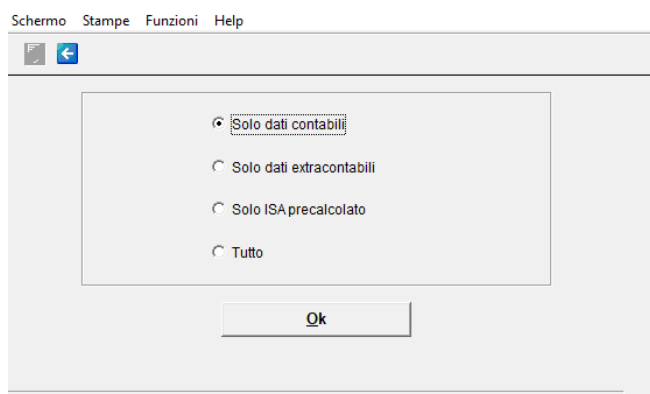 Schermo Stampe Funzioni Help
Solo dati contabili
Solo dati extracontabili
Solo ISA precalcolato
Tutto
Ok